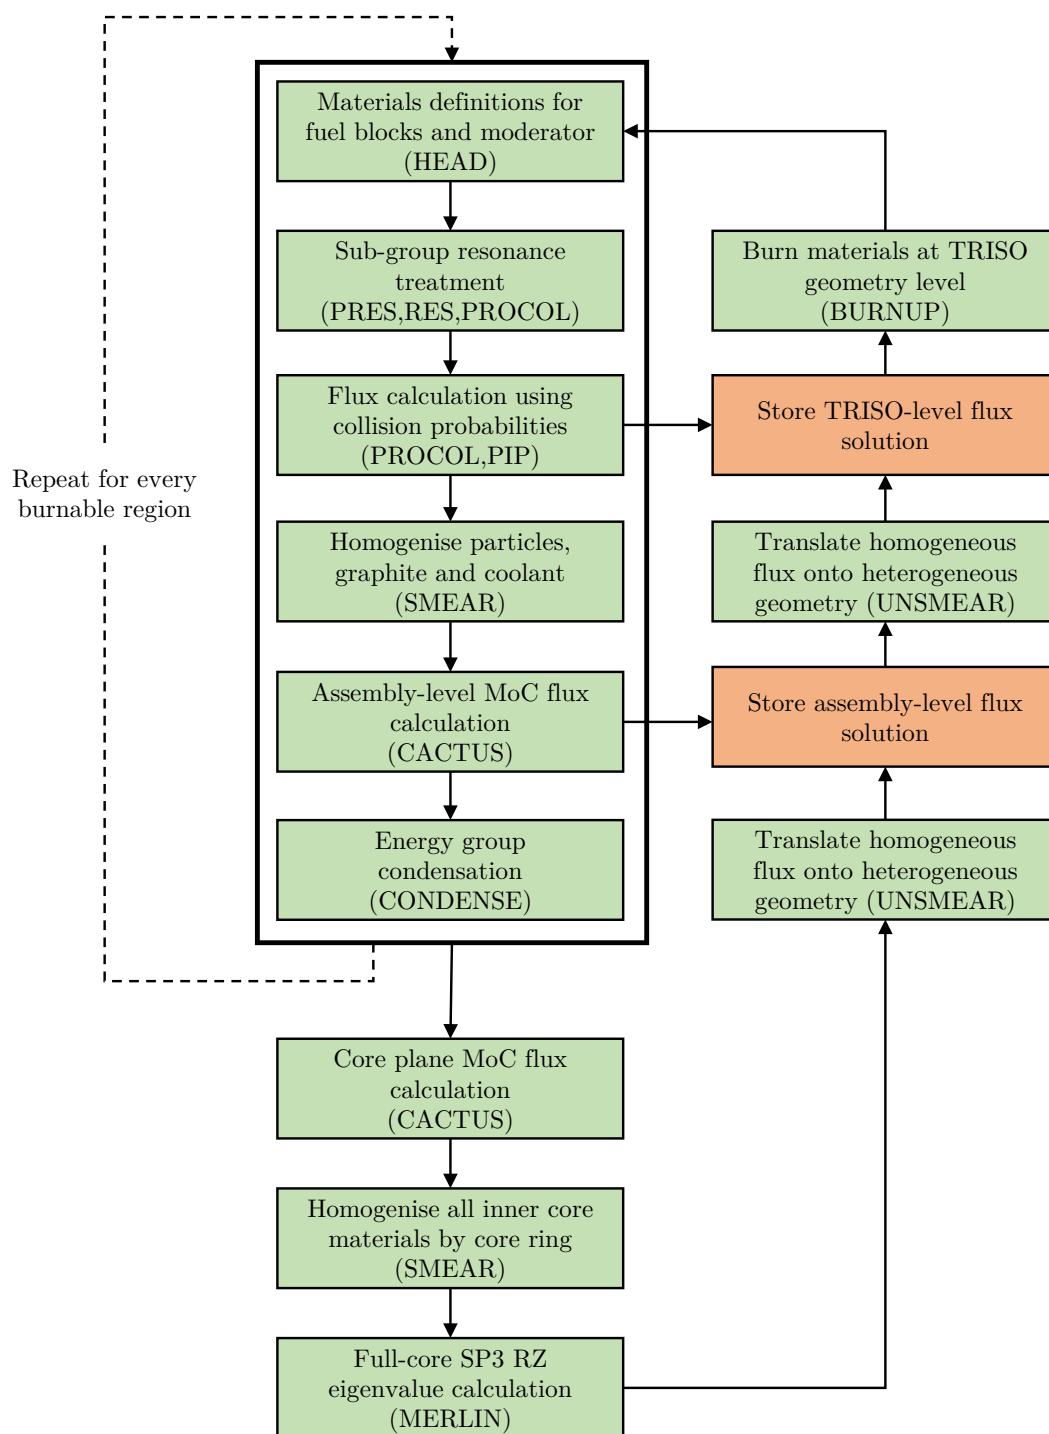 Materials definitions for
fuel blocks and moderator
(HEAD)
Sub-group resonance
treatment
(PRES,RES,PROCOL)
Flux calculation using
collision probabilities
(PROCOL,PIP)
Homogenise particles,
graphite and coolant
(SMEAR)
Assembly-level MoC flux
calculation
(CACTUS)
Energy group
condensation
(CONDENSE)
Repeat for every
burnable region
Core plane MoC flux
calculation
(CACTUS)
Homogenise all inner core
materials by core ring
(SMEAR)
Full-core SP3 RZ
eigenvalue calculation
(MERLIN)
Burn materials at TRISO
geometry level
(BURNUP)
Store TRISO-level flux
solution
Translate homogeneous
flux onto heterogeneous
geometry (UNSMEAR)
Store assembly-level flux
solution
Translate homogeneous
flux onto heterogeneous
geometry (UNSMEAR)